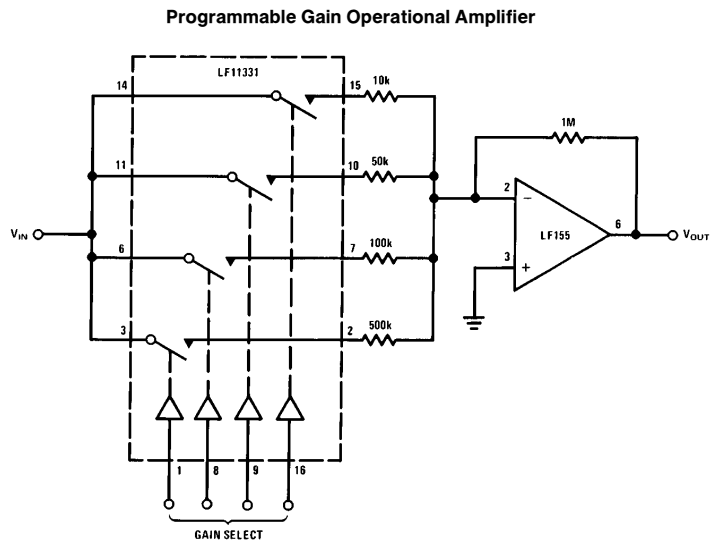 Programmable Gain Operational Amplifier
LF11331
14
15
10k
1M
11
10
50k
2
−
6
VIN
LF155
VOUT
6
7
100k
3
+
3
2
500k
1
8
9
16
GAIN SELECT